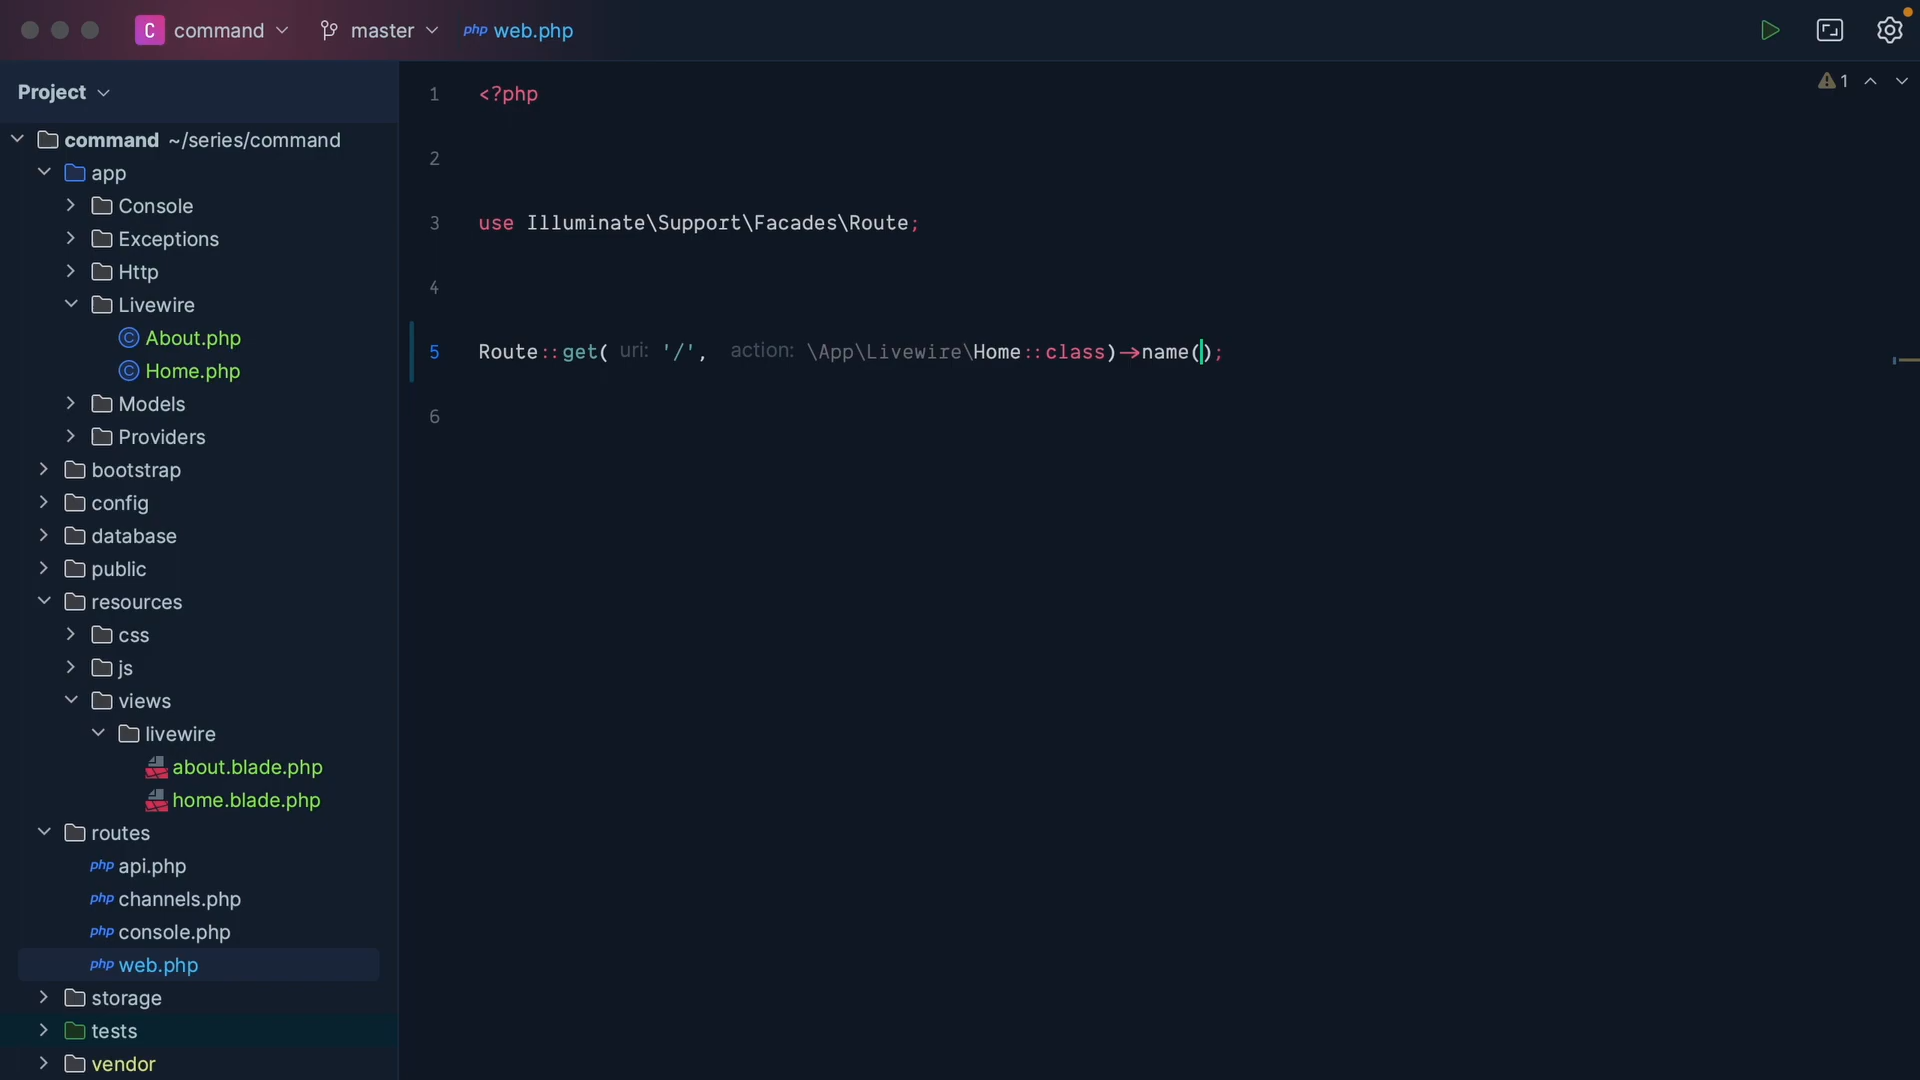 C command master php web.php
Project
1
command ~/series/command
app
Console
Exceptions
Http
Livewire
About.php
Home.php
Models
Providers
bootstrap
config
database
public
resources
css
js
views
livewire
about.blade.php
home.blade.php
routes
php api.php
php channels.php
php console.php
php web.php
storage
tests
vendor
1 <?php
2
3 use Illuminate\Support\Facades\Route;
4
5 Route::get( uri: '/', action: \App\Livewire\Home::class)->name();
6